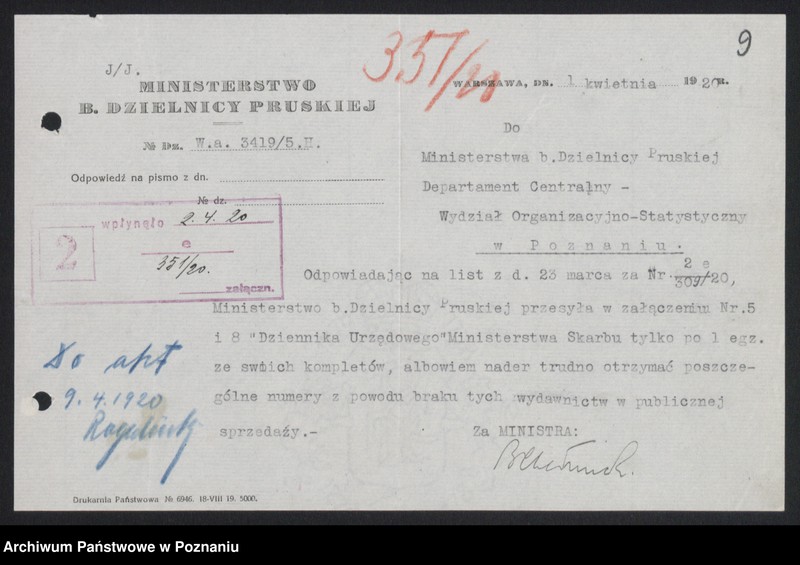 9
351/20
J/J.
MINISTERSTWO
B. DZIELNICY PRUSKIEJ
№ Dz. W.a. 3419/5.H.
Odpowiedź na pismo z dn.
№ dz.
WARSZAWA, DN. 1 kwietnia 1920 r.
wpłynęło 2.4.20
2
e
351/20.
załączn.
Do
Ministerstwa b.Dzielnicy Pruskiej
Departament Centralny -
Wydział Organizacyjno-Statystyczny
w Poznaniu.
Odpowiadając na list z d. 23 marca za Nr. 2 e 309/20,
Ministerstwo b.Dzielnicy Pruskiej przesyła w załączeniu Nr.5
i 8 "Dziennika Urzędowego"Ministerstwa Skarbu tylko po 1 egz.
ze swoich kompletów, albowiem nader trudno otrzymać poszcze-
gólne numery z powodu braku tych wydawnictw w publicznej
sprzedaży.-
Za MINISTRA:
Do akt
9.4.1920
Drukarnia Państwowa № 6946. 18-VIII 19. 5000.
Archiwum Państwowe w Poznaniu